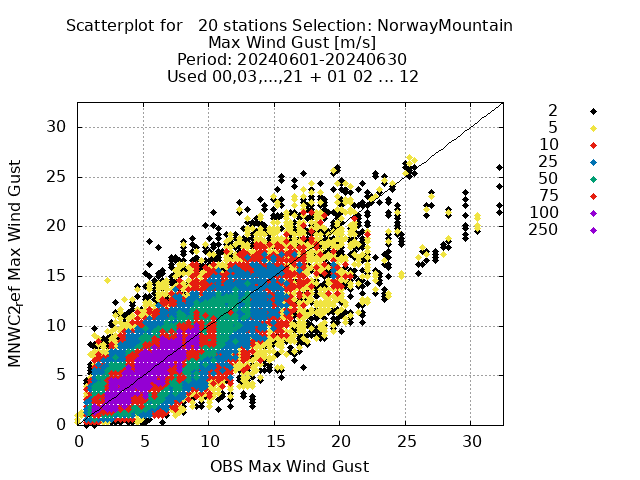 Scatterplot for   20 stations Selection: NorwayMountain
Max Wind Gust [m/s]
Period: 20240601-20240630
Used 00,03,...,21 + 01 02 ... 12
2
5
10
25
50
75
100
250
30
25
20
15
10
5
0
MNWC2ref Max Wind Gust
0 5 10 15 20 25 30
OBS Max Wind Gust